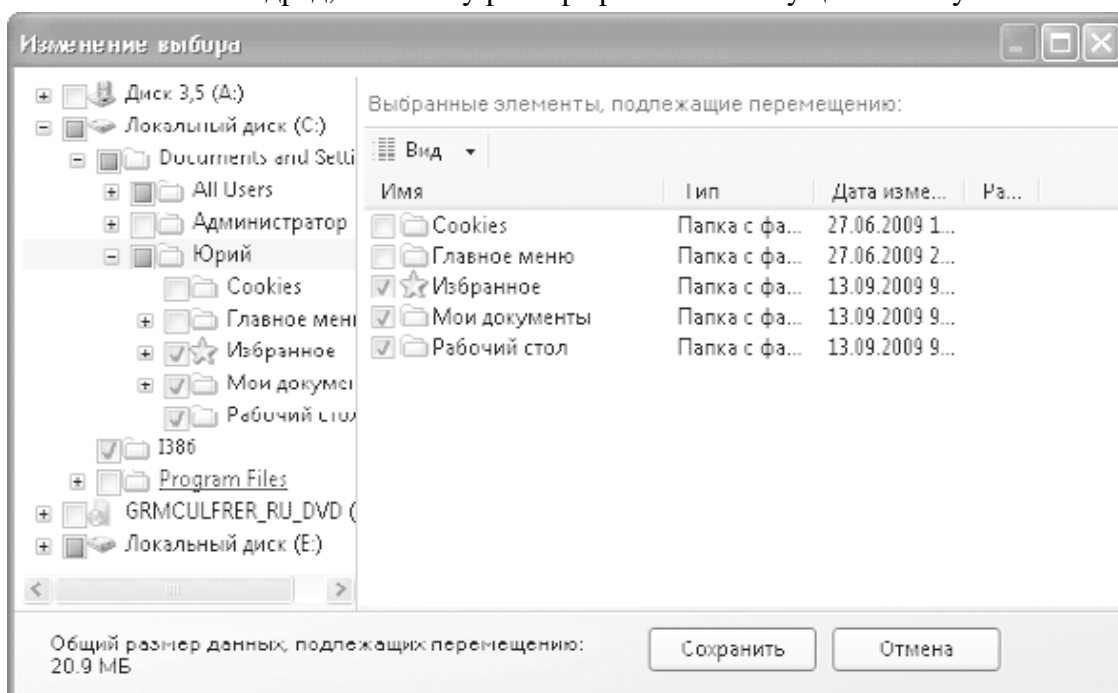 Изменение выбора
Диск 3,5 (A:)
Локальный диск (C:)
Documents and Setti
All Users
Администратор
Юрий
Cookies
Главное мен
Избранное
Мои докумен
Рабочий стол
I386
Program Files
GRMCULFRER_RU_DVD (
Локальный диск (E:)
Выбранные элементы, подлежащие перемещению:
Вид
Имя Тип Дата изме... Ра...
Cookies Папка с фа... 27.06.2009 1...
Главное меню Папка с фа... 27.06.2009 2...
Избранное Папка с фа... 13.09.2009 9...
Мои документы Папка с фа... 13.09.2009 9...
Рабочий стол Папка с фа... 13.09.2009 9...
Общий размер данных, подлежащих перемещению:
20.9 МБ
Сохранить Отмена